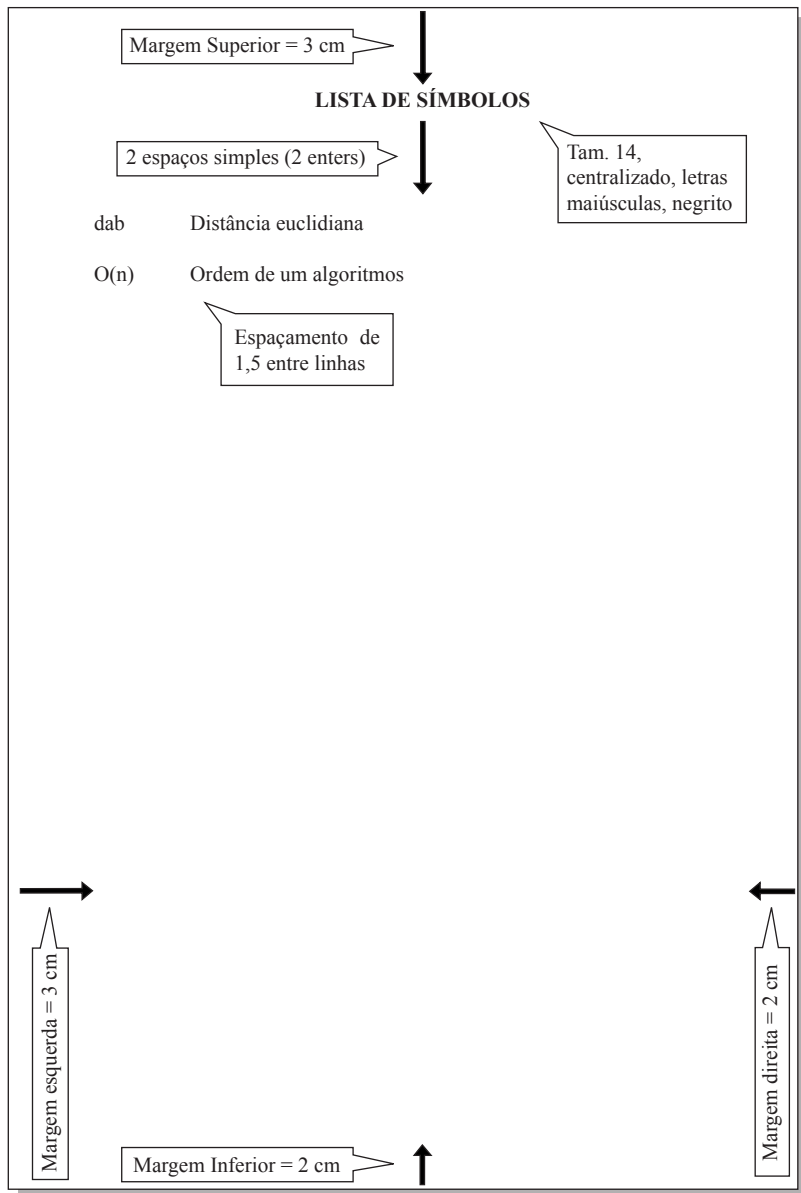 Margem Superior = 3 cm
LISTA DE SÍMBOLOS
2 espaços simples (2 enters)
Tam. 14,
centralizado, letras
maiúsculas, negrito
dab Distância euclidiana
O(n) Ordem de um algoritmos
Espaçamento de
1,5 entre linhas
Margem esquerda = 3 cm
Margem direita = 2 cm
Margem Inferior = 2 cm